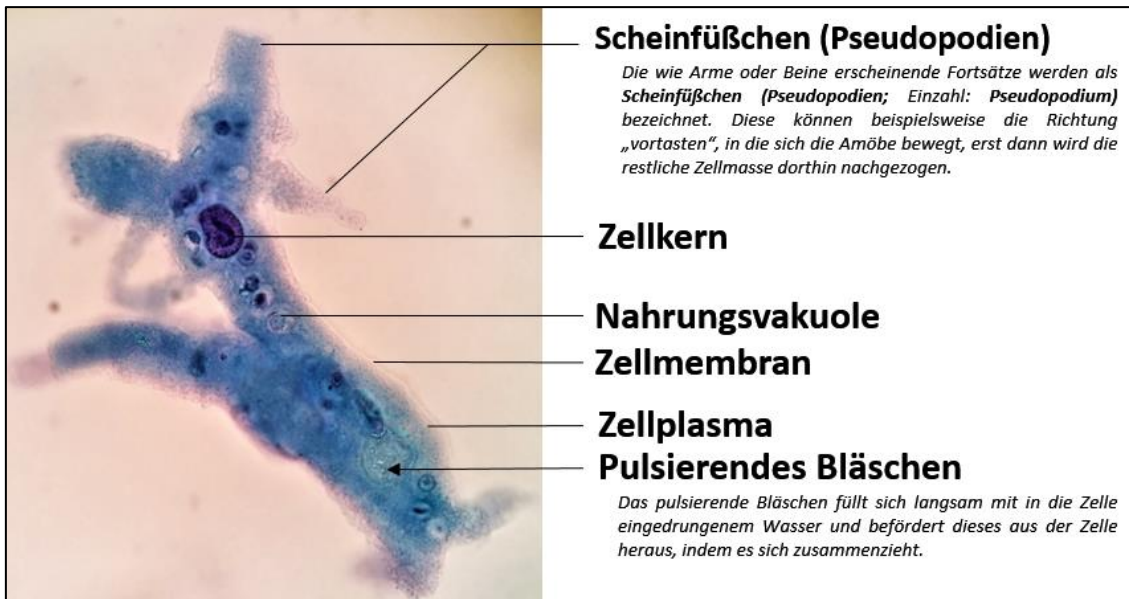 Scheinfüßchen (Pseudopodien)
Die wie Arme oder Beine erscheinende Fortsätze werden als
Scheinfüßchen (Pseudopodien; Einzahl: Pseudopodium)
bezeichnet. Diese können beispielsweise die Richtung
„vortasten“, in die sich die Amöbe bewegt, erst dann wird die
restliche Zellmasse dorthin nachgezogen.
Zellkern
Nahrungsvakuole
Zellmembran
Zellplasma
Pulsierendes Bläschen
Das pulsierende Bläschen füllt sich langsam mit in die Zelle
eingedrungenem Wasser und befördert dieses aus der Zelle
heraus, indem es sich zusammenzieht.